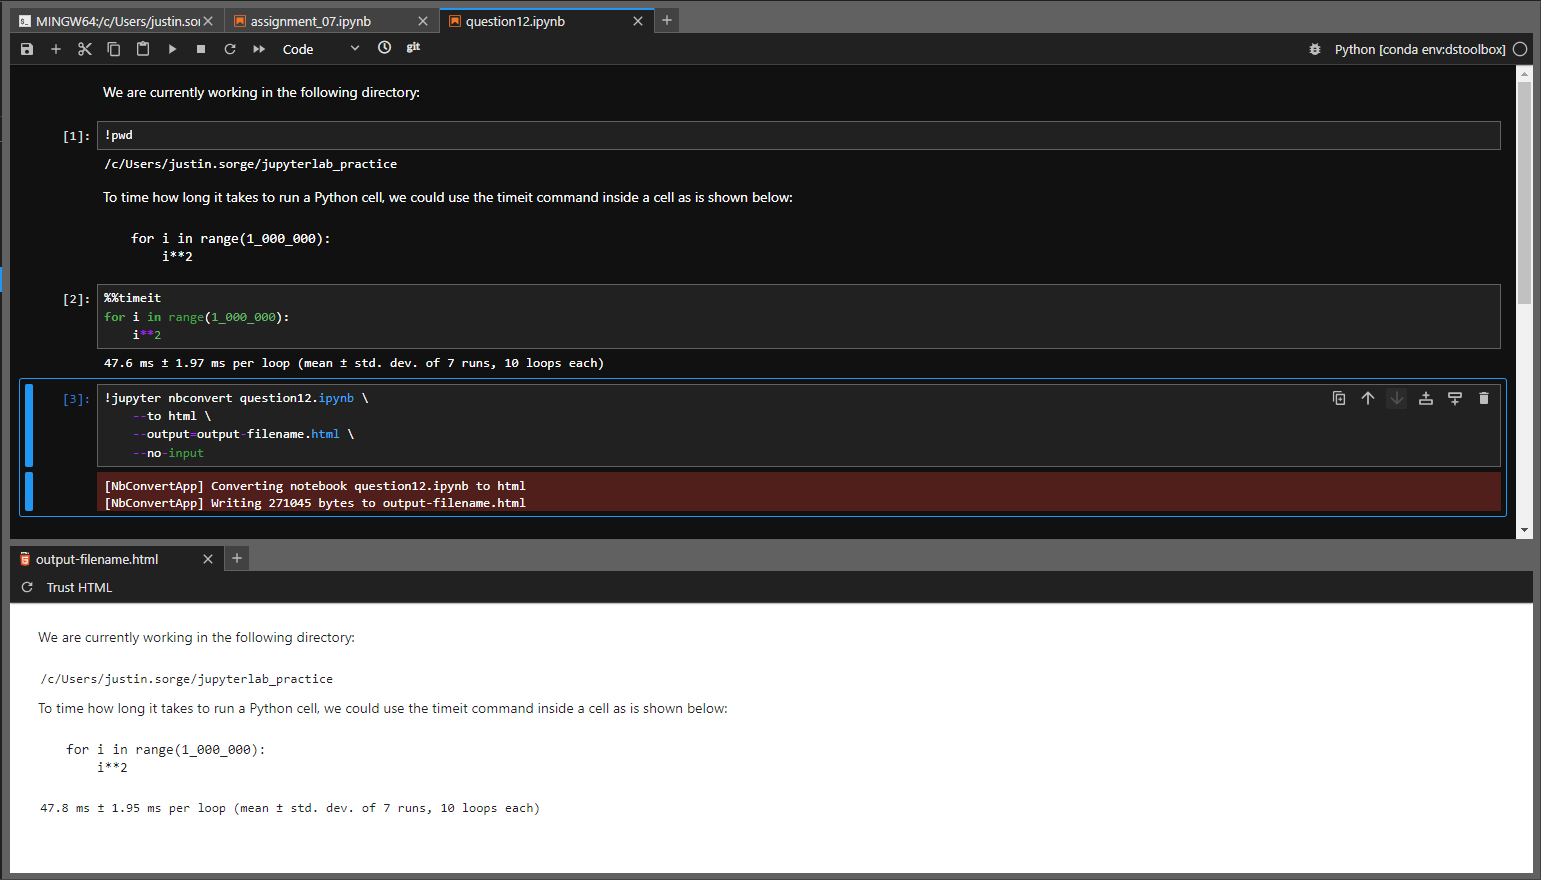 MINGW64:/c/Users/justin.sor
assignment_07.ipynb
question12.ipynb
Code
git
Python [conda env:dstoolbox]
We are currently working in the following directory:
[1]:
!pwd
/c/Users/justin.sorge/jupyterlab_practice
To time how long it takes to run a Python cell, we could use the timeit command inside a cell as is shown below:
for i in range(1_000_000):
i**2
[2]:
%%timeit
for i in range(1_000_000):
i**2
47.6 ms ± 1.97 ms per loop (mean ± std. dev. of 7 runs, 10 loops each)
[3]:
!jupyter nbconvert question12.ipynb \
--to html \
--output=output-filename.html \
--no-input
[NbConvertApp] Converting notebook question12.ipynb to html
[NbConvertApp] Writing 271045 bytes to output-filename.html
output-filename.html
Trust HTML
We are currently working in the following directory:
/c/Users/justin.sorge/jupyterlab_practice
To time how long it takes to run a Python cell, we could use the timeit command inside a cell as is shown below:
for i in range(1_000_000):
i**2
47.8 ms ± 1.95 ms per loop (mean ± std. dev. of 7 runs, 10 loops each)